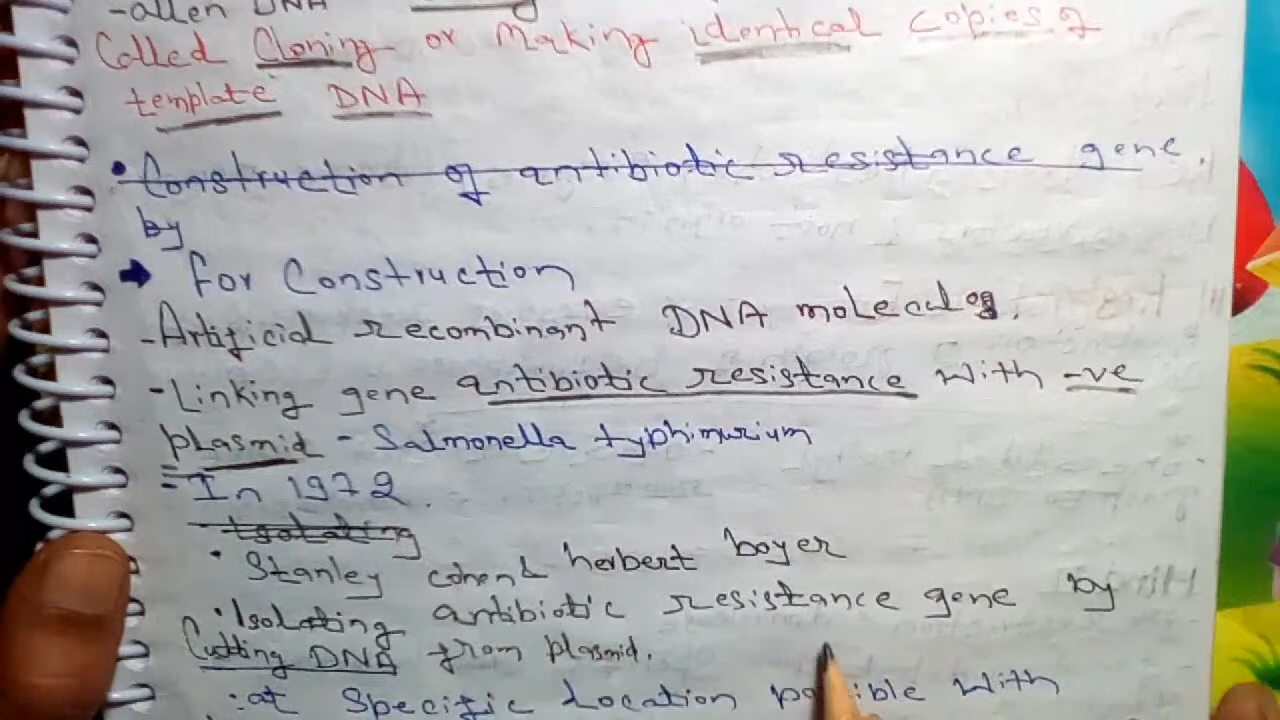 -allen DNA
Called Cloning or Making identical copies of
template DNA
• Construction of antibiotic resistance gene.
by
→ for Construction
- Artificial recombinant DNA molecules.
- Linking gene antibiotic resistance with -ve
plasmid - Salmonella typhimurium
- In 1972.
Isolating
• Stanley cohen & herbert boyer
• Isolating antibiotic resistance gene by
Cutting DNA from plasmid.
: at Specific Location possible with